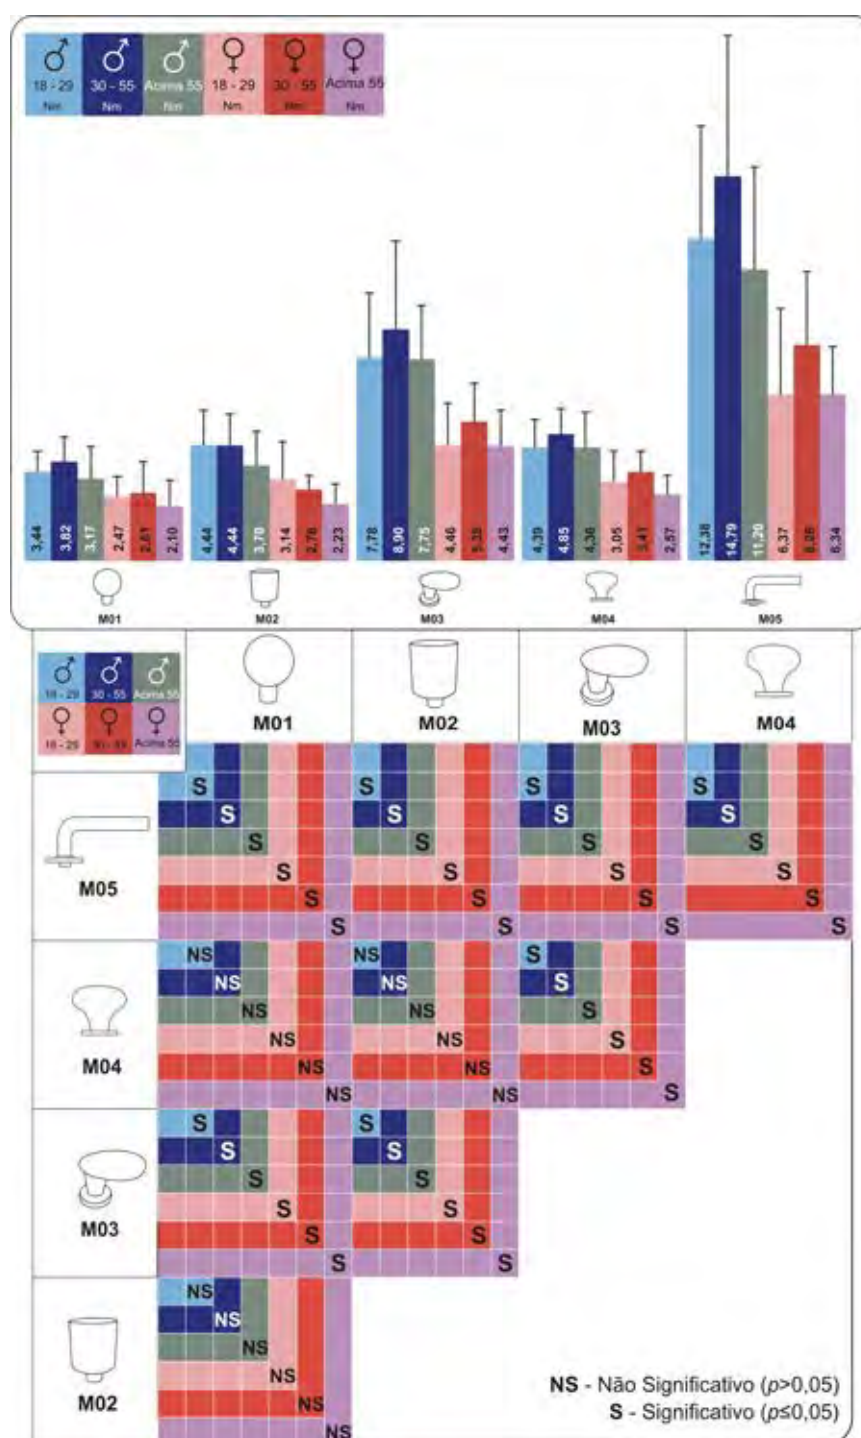 18 - 29 30 - 55 Acima 55 18 - 29 30 - 55 Acima 55
Nm Nm Nm Nm Nm Nm
3,44 3,82 3,17 2,47 2,61 2,10 4,44 4,44 3,70 3,14 2,76 2,23 7,78 8,90 7,75 4,46 5,35 4,43 4,39 4,85 4,36 3,05 3,41 2,57 12,38 14,79 11,20 6,37 8,26 6,34
M01 M02 M03 M04 M05
18 - 29 30 - 55 Acima 55
18 - 29 Acima 55
M01 M02 M03 M04
M05
S S S S
S S S S
S S S S
S S S S
S S S S
S S S S
M04
NS NS S
NS NS S
NS NS S
NS NS S
NS NS S
NS NS S
M03
S S
S S
S S
S S
S S
S S
M02
NS
NS
NS
NS
NS
NS
NS - Não Significativo (p>0,05)
S - Significativo (p≤0,05)